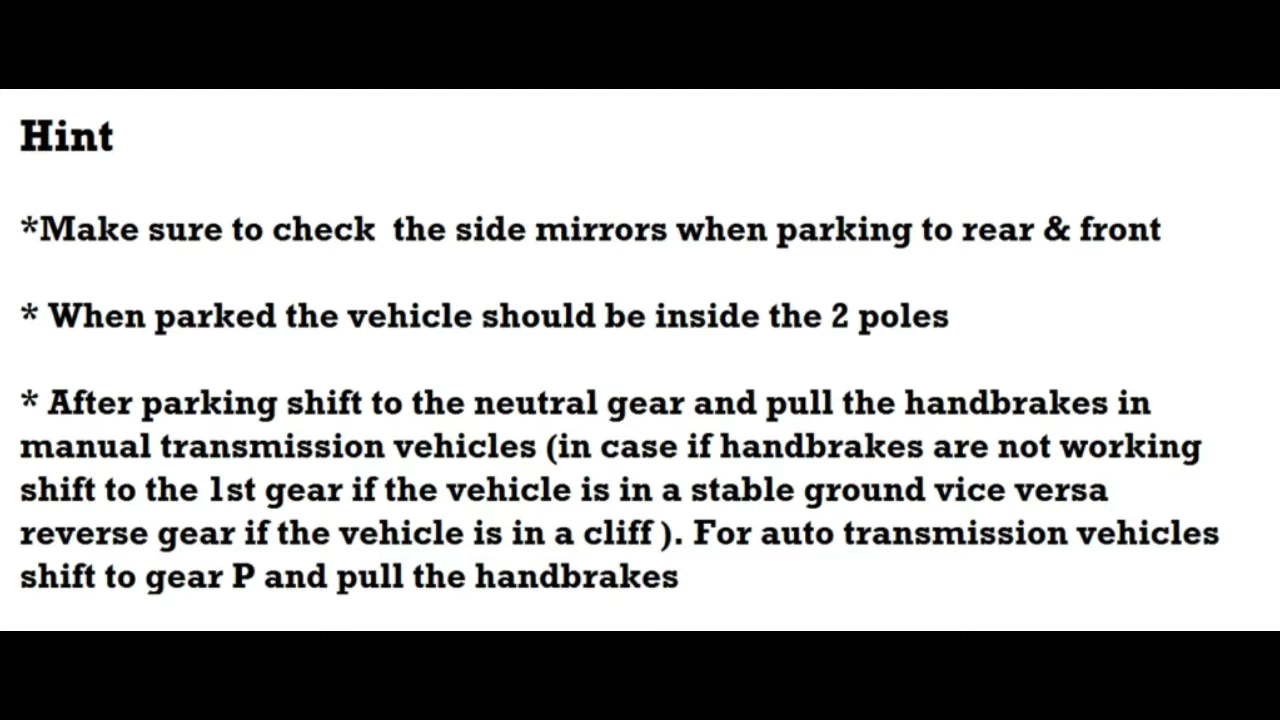 Hint
*Make sure to check  the side mirrors when parking to rear & front
* When parked the vehicle should be inside the 2 poles
* After parking shift to the neutral gear and pull the handbrakes in
manual transmission vehicles (in case if handbrakes are not working
shift to the 1st gear if the vehicle is in a stable ground vice versa
reverse gear if the vehicle is in a cliff ). For auto transmission vehicles
shift to gear P and pull the handbrakes